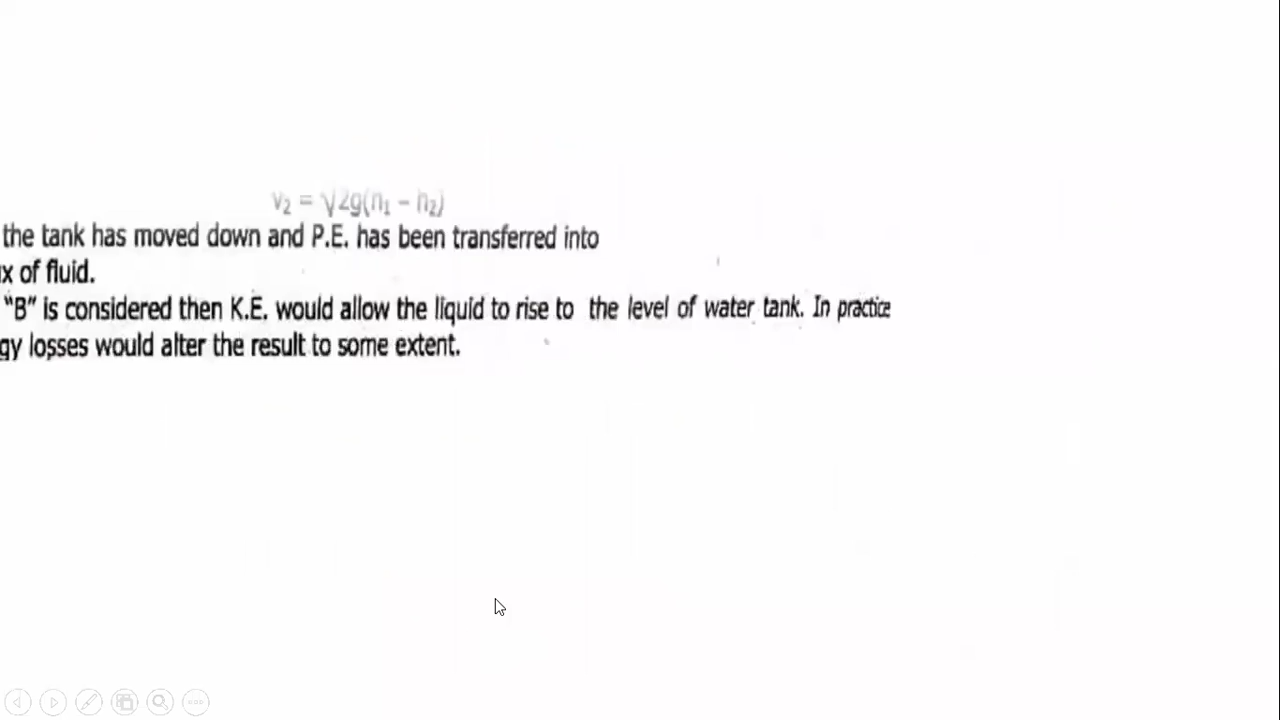 v₂ = √2g(h₁ – h₂)
the tank has moved down and P.E. has been transferred into
x of fluid.
"B" is considered then K.E. would allow the liquid to rise to the level of water tank. In practice
gy losses would alter the result to some extent.